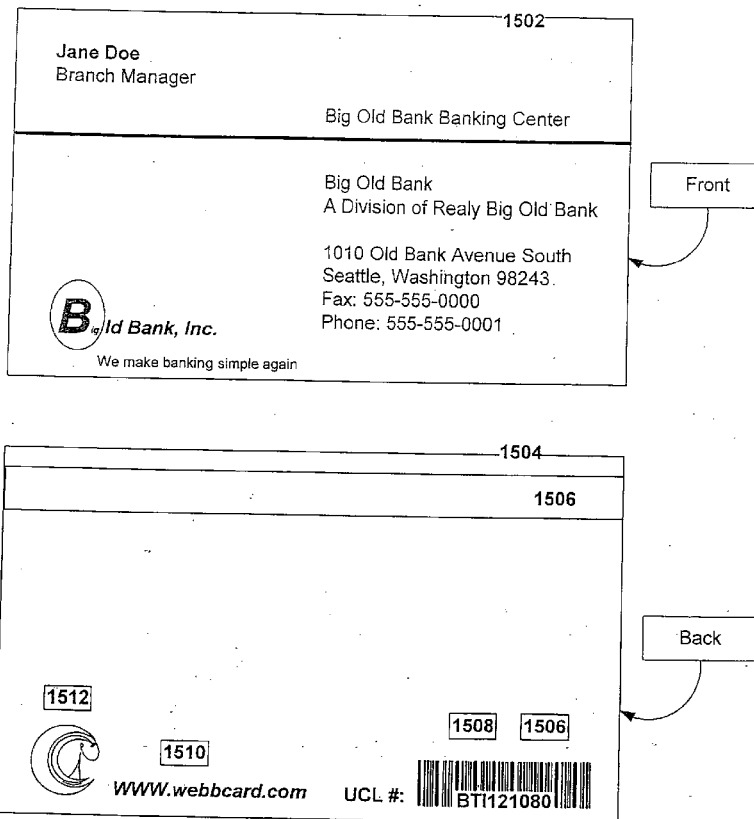 1502
Jane Doe
Branch Manager
Big Old Bank Banking Center
Big Old Bank
A Division of Realy Big Old Bank
1010 Old Bank Avenue South
Seattle, Washington 98243
Fax: 555-555-0000
Phone: 555-555-0001
Big ld Bank, Inc.
We make banking simple again
Front
1504
1506
Back
1512
1508 1506
1510
WWW.webbcard.com UCL #: BTI121080